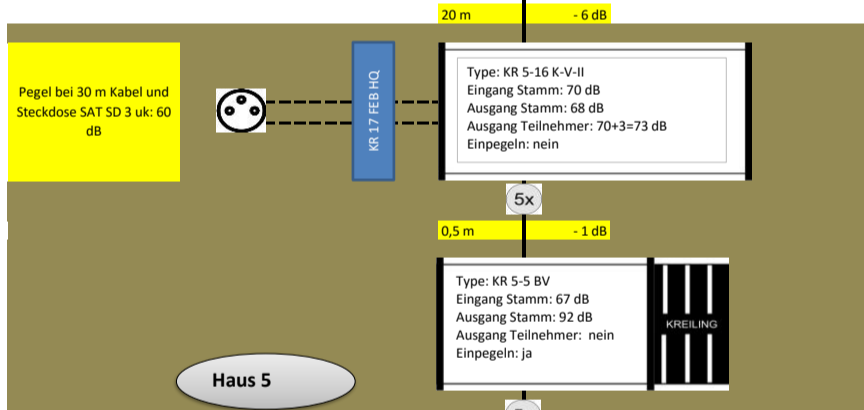 20 m - 6 dB
Pegel bei 30 m Kabel und
Steckdose SAT SD 3 uk: 60
dB
KR 17 FEB HQ
Type: KR 5-16 K-V-II
Eingang Stamm: 70 dB
Ausgang Stamm: 68 dB
Ausgang Teilnehmer: 70+3=73 dB
Einpegeln: nein
5x
0,5 m - 1 dB
Type: KR 5-5 BV
Eingang Stamm: 67 dB
Ausgang Stamm: 92 dB
Ausgang Teilnehmer: nein
Einpegeln: ja
KREILING
Haus 5